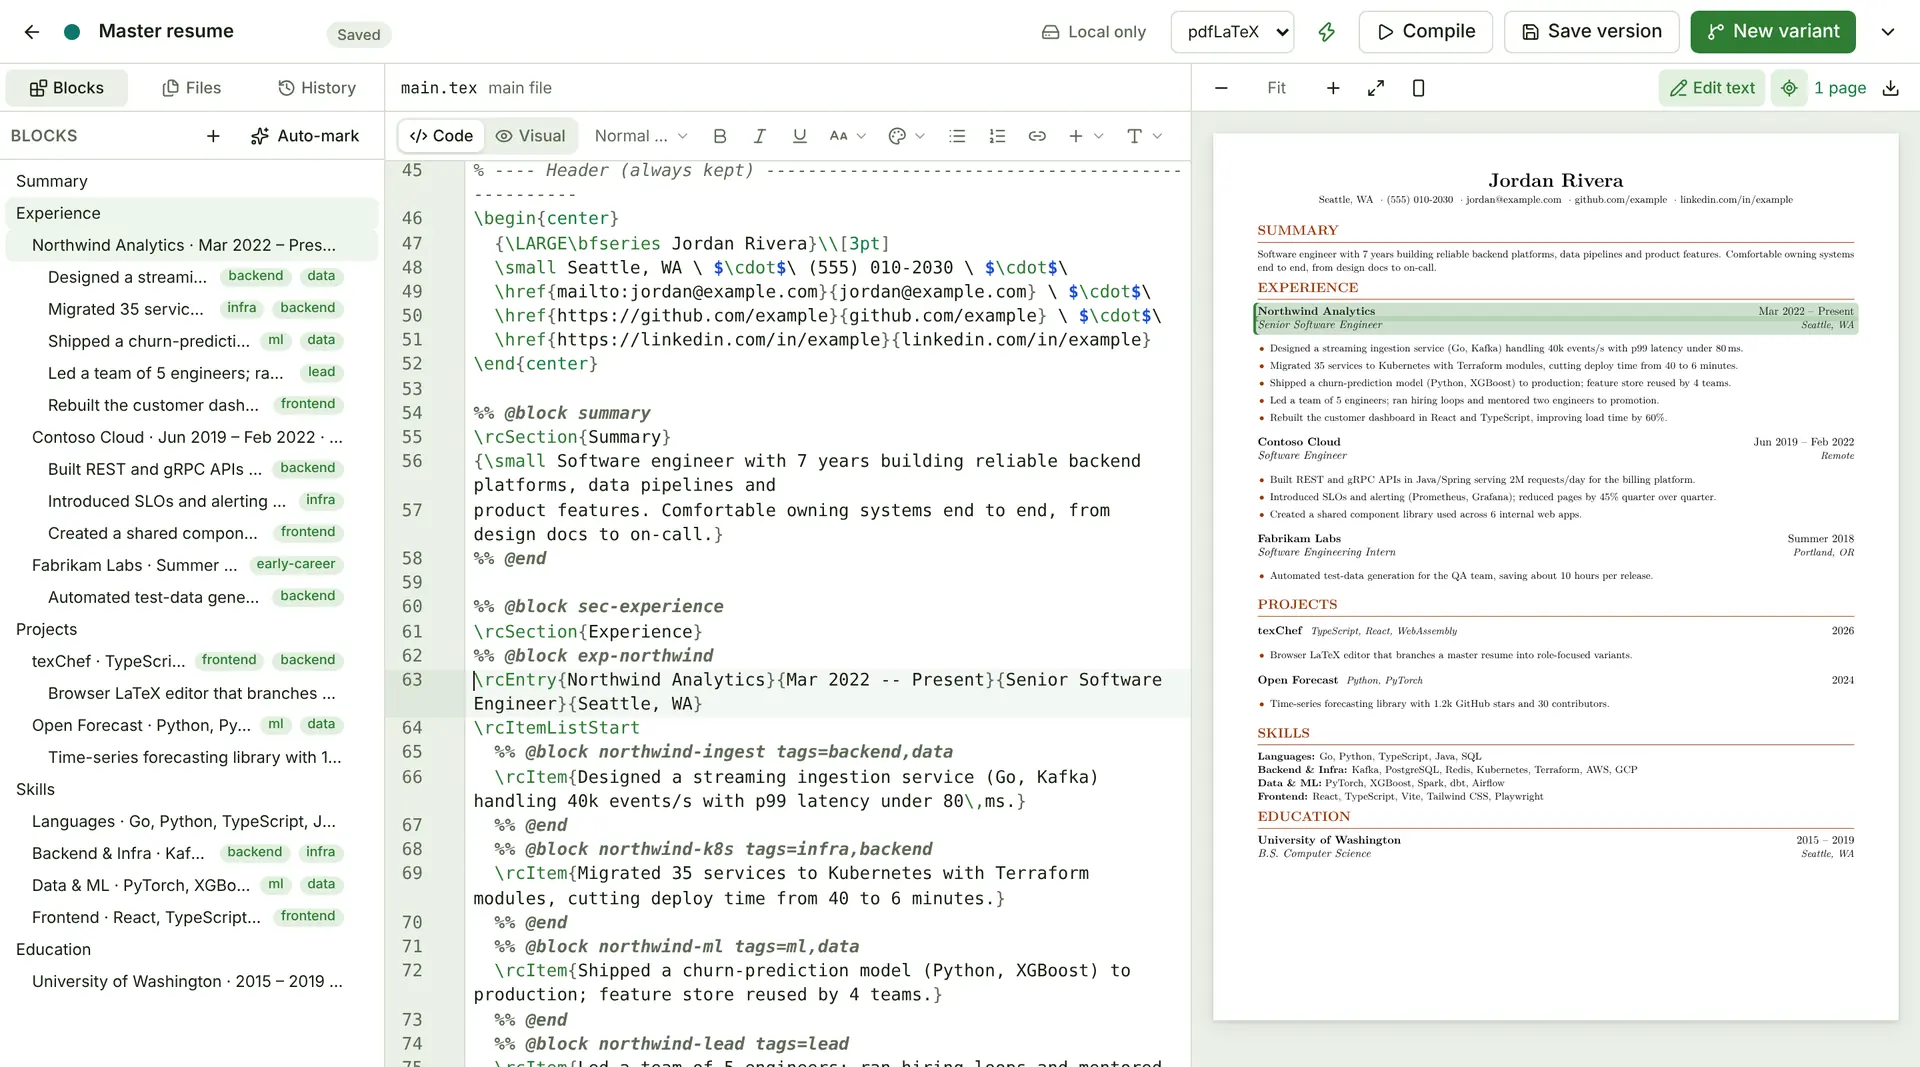 Master resume
Saved
Local only
pdfLaTeX
Compile
Save version
New variant
Blocks
Files
History
BLOCKS
Auto-mark
Summary
Experience
Northwind Analytics · Mar 2022 – Pres...
Designed a streami... backend data
Migrated 35 servic... infra backend
Shipped a churn-predicti... ml data
Led a team of 5 engineers; ra... lead
Rebuilt the customer dash... frontend
Contoso Cloud · Jun 2019 – Feb 2022 · ...
Built REST and gRPC APIs ... backend
Introduced SLOs and alerting ... infra
Created a shared compon... frontend
Fabrikam Labs · Summer ... early-career
Automated test-data gene... backend
Projects
texChef · TypeScri... frontend backend
Browser LaTeX editor that branches ...
Open Forecast · Python, Py... ml data
Time-series forecasting library with 1...
Skills
Languages · Go, Python, TypeScript, J...
Backend & Infra · Kaf... backend infra
Data & ML · PyTorch, XGBo... ml data
Frontend · React, TypeScript... frontend
Education
University of Washington · 2015 – 2019 ...
main.tex main file
</> Code
Visual
Normal ...
B I U AA T
45 % ---- Header (always kept) ----------------------------------------
----------
46 \begin{center}
47 {\LARGE\bfseries Jordan Rivera}\\[3pt]
48 \small Seattle, WA \ $\cdot$\ (555) 010-2030 \ $\cdot$\
49 \href{mailto:jordan@example.com}{jordan@example.com} \ $\cdot$\
50 \href{https://github.com/example}{github.com/example} \ $\cdot$\
51 \href{https://linkedin.com/in/example}{linkedin.com/in/example}
52 \end{center}
53
54 %% @block summary
55 \rcSection{Summary}
56 {\small Software engineer with 7 years building reliable backend
platforms, data pipelines and
57 product features. Comfortable owning systems end to end, from
design docs to on-call.}
58 %% @end
59
60 %% @block sec-experience
61 \rcSection{Experience}
62 %% @block exp-northwind
63 \rcEntry{Northwind Analytics}{Mar 2022 -- Present}{Senior Software
Engineer}{Seattle, WA}
64 \rcItemListStart
65 %% @block northwind-ingest tags=backend,data
66 \rcItem{Designed a streaming ingestion service (Go, Kafka)
handling 40k events/s with p99 latency under 80\,ms.}
67 %% @end
68 %% @block northwind-k8s tags=infra,backend
69 \rcItem{Migrated 35 services to Kubernetes with Terraform
modules, cutting deploy time from 40 to 6 minutes.}
70 %% @end
71 %% @block northwind-ml tags=ml,data
72 \rcItem{Shipped a churn-prediction model (Python, XGBoost) to
production; feature store reused by 4 teams.}
73 %% @end
74 %% @block northwind-lead tags=lead
75 \rcItem{Led a team of 5 engineers; ran hiring loops and mentored
Fit
Edit text
1 page
Jordan Rivera
Seattle, WA · (555) 010-2030 · jordan@example.com · github.com/example · linkedin.com/in/example
SUMMARY
Software engineer with 7 years building reliable backend platforms, data pipelines and product features. Comfortable owning systems
end to end, from design docs to on-call.
EXPERIENCE
Northwind Analytics Mar 2022 – Present
Senior Software Engineer Seattle, WA
• Designed a streaming ingestion service (Go, Kafka) handling 40k events/s with p99 latency under 80 ms.
• Migrated 35 services to Kubernetes with Terraform modules, cutting deploy time from 40 to 6 minutes.
• Shipped a churn-prediction model (Python, XGBoost) to production; feature store reused by 4 teams.
• Led a team of 5 engineers; ran hiring loops and mentored two engineers to promotion.
• Rebuilt the customer dashboard in React and TypeScript, improving load time by 60%.
Contoso Cloud Jun 2019 – Feb 2022
Software Engineer Remote
• Built REST and gRPC APIs in Java/Spring serving 2M requests/day for the billing platform.
• Introduced SLOs and alerting (Prometheus, Grafana); reduced pages by 45% quarter over quarter.
• Created a shared component library used across 6 internal web apps.
Fabrikam Labs Summer 2018
Software Engineering Intern Portland, OR
• Automated test-data generation for the QA team, saving about 10 hours per release.
PROJECTS
texChef TypeScript, React, WebAssembly 2026
• Browser LaTeX editor that branches a master resume into role-focused variants.
Open Forecast Python, PyTorch 2024
• Time-series forecasting library with 1.2k GitHub stars and 30 contributors.
SKILLS
Languages: Go, Python, TypeScript, Java, SQL
Backend & Infra: Kafka, PostgreSQL, Redis, Kubernetes, Terraform, AWS, GCP
Data & ML: PyTorch, XGBoost, Spark, dbt, Airflow
Frontend: React, TypeScript, Vite, Tailwind CSS, Playwright
EDUCATION
University of Washington 2015 – 2019
B.S. Computer Science Seattle, WA